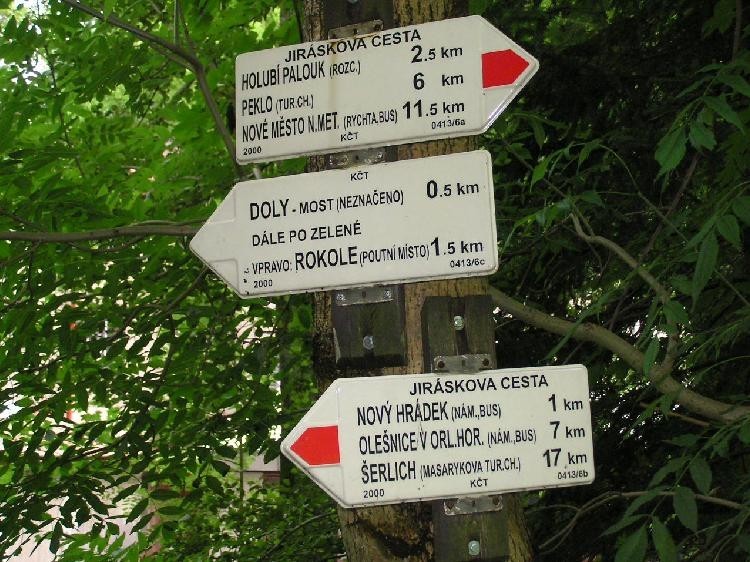 JIRÁSKOVA CESTA
HOLUBÍ PALOUK (ROZC.) 2.5 km
PEKLO (TUR.CH.) 6 km
NOVÉ MĚSTO N.MET. (RYCHTA.BUS) 11.5 km
2000 KČT 0413/6a
KČT
DOLY - MOST (NEZNAČENO) 0.5 km
DÁLE PO ZELENÉ
VPRAVO: ROKOLE (POUTNÍ MÍSTO) 1.5 km
2000 0413/6c
JIRÁSKOVA CESTA
NOVÝ HRÁDEK (NÁM.,BUS) 1 km
OLEŠNICE V ORL.HOR. (NÁM.,BUS) 7 km
ŠERLICH (MASARYKOVA TUR.CH.) 17 km
2000 KČT 0413/6b